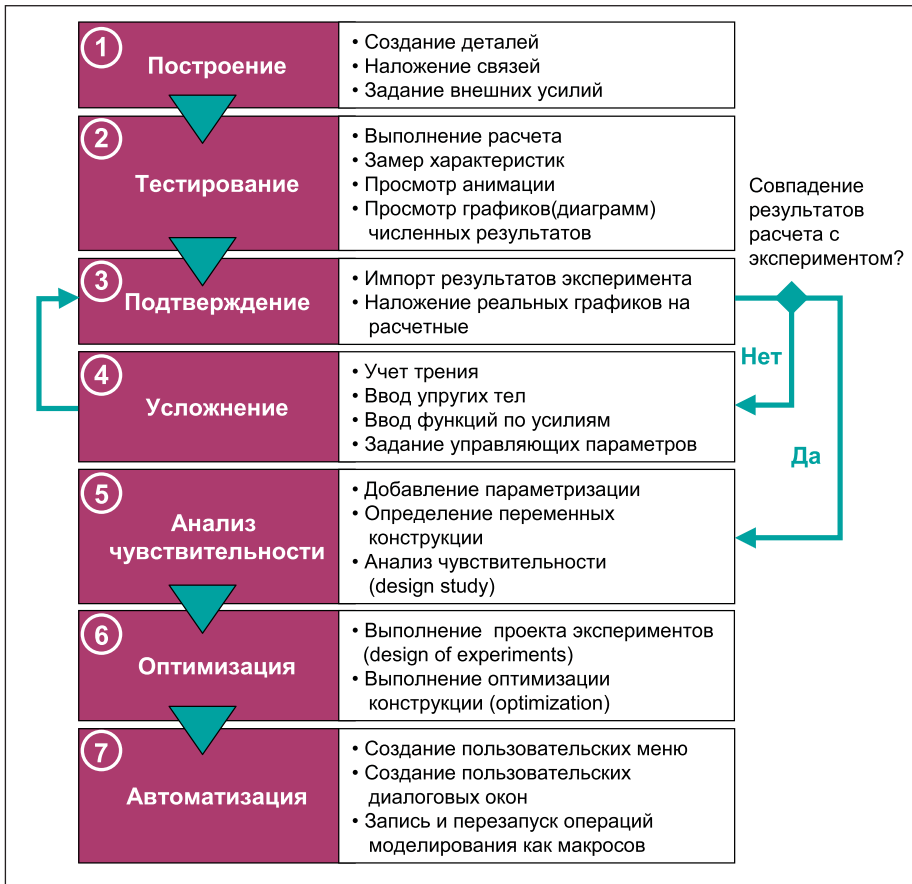 1
Построение
• Создание деталей
• Наложение связей
• Задание внешних усилий
2
Тестирование
• Выполнение расчета
• Замер характеристик
• Просмотр анимации
• Просмотр графиков(диаграмм)
численных результатов
Совпадение
результатов
расчета с
экспериментом?
3
Подтверждение
• Импорт результатов эксперимента
• Наложение реальных графиков на
расчетные
Нет
4
Усложнение
• Учет трения
• Ввод упругих тел
• Ввод функций по усилиям
• Задание управляющих параметров
Да
5
Анализ
чувствительности
• Добавление параметризации
• Определение переменных
конструкции
• Анализ чувствительности
(design study)
6
Оптимизация
• Выполнение проекта экспериментов
(design of experiments)
• Выполнение оптимизации
конструкции (optimization)
7
Автоматизация
• Создание пользовательских меню
• Создание пользовательских
диалоговых окон
• Запись и перезапуск операций
моделирования как макросов